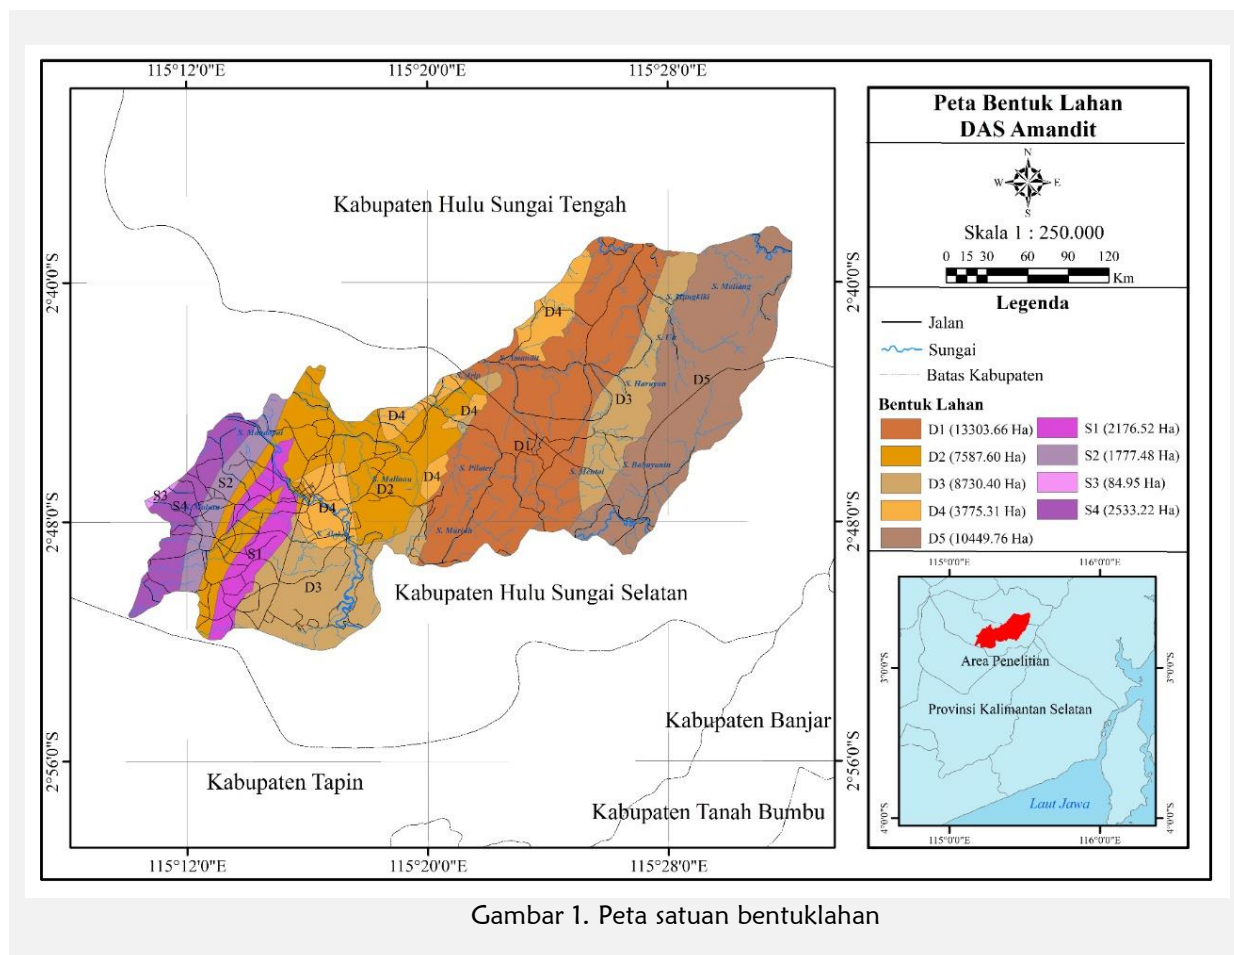 115°12'0"E
115°20'0"E
115°28'0"E
Kabupaten Hulu Sungai Tengah
2°40'0"S
2°40'0"S
S. Muliang
S. Mangkiki
D4
S. Amandit
D5
S. Haruyan
D3
D4
D4
D1
S. Mandapai
S2
S3
S4
S. Malinau
D2
D4
D4
2°48'0"S
2°48'0"S
S1
D3
Kabupaten Hulu Sungai Selatan
Kabupaten Banjar
2°56'0"S
2°56'0"S
Kabupaten Tapin
Kabupaten Tanah Bumbu
115°12'0"E
115°20'0"E
115°28'0"E
Peta Bentuk Lahan
DAS Amandit
N
W E
S
Skala 1 : 250.000
0 15 30 60 90 120
Km
Legenda
Jalan
Sungai
Batas Kabupaten
Bentuk Lahan
D1 (13303.66 Ha) S1 (2176.52 Ha)
D2 (7587.60 Ha) S2 (1777.48 Ha)
D3 (8730.40 Ha) S3 (84.95 Ha)
D4 (3775.31 Ha) S4 (2533.22 Ha)
D5 (10449.76 Ha)
115°0'0"E
116°0'0"E
Area Penelitian
3°0'0"S
3°0'0"S
Provinsi Kalimantan Selatan
Laut Jawa
4°0'0"S
4°0'0"S
115°0'0"E
116°0'0"E
Gambar 1. Peta satuan bentuklahan